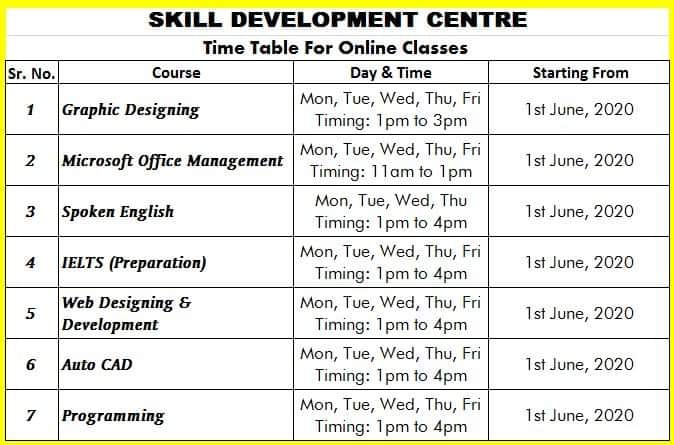 SKILL DEVELOPMENT CENTRE
Time Table For Online Classes
Sr. No. Course Day & Time Starting From
1 Graphic Designing Mon, Tue, Wed, Thu, Fri 1st June, 2020
Timing: 1pm to 3pm
2 Microsoft Office Management Mon, Tue, Wed, Thu, Fri 1st June, 2020
Timing: 11am to 1pm
3 Spoken English Mon, Tue, Wed, Thu 1st June, 2020
Timing: 1pm to 4pm
4 IELTS (Preparation) Mon, Tue, Wed, Thu, Fri 1st June, 2020
Timing: 1pm to 4pm
5 Web Designing & Mon, Tue, Wed, Thu, Fri 1st June, 2020
Development Timing: 1pm to 4pm
6 Auto CAD Mon, Tue, Wed, Thu, Fri 1st June, 2020
Timing: 1pm to 4pm
7 Programming Mon, Tue, Wed, Thu, Fri 1st June, 2020
Timing: 1pm to 4pm